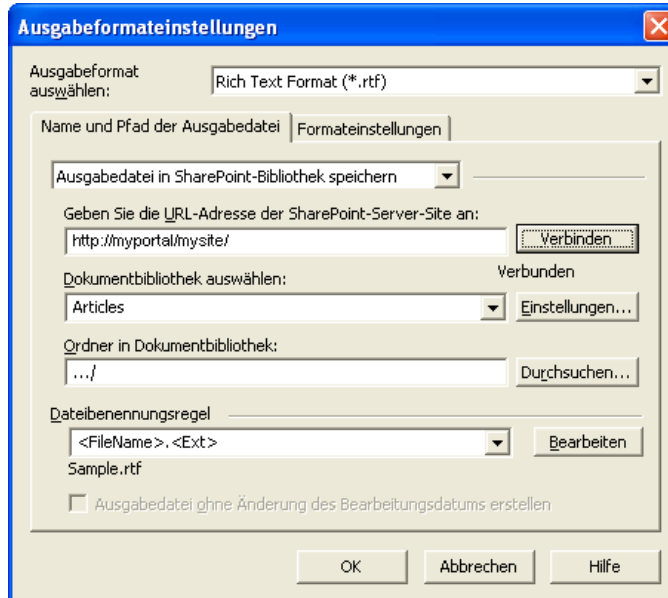 Ausgabeformateinstellungen
Ausgabeformat
auswählen:
Rich Text Format (*.rtf)
Name und Pfad der Ausgabedatei
Formateinstellungen
Ausgabedatei in SharePoint-Bibliothek speichern
Geben Sie die URL-Adresse der SharePoint-Server-Site an:
http://myportal/mysite/
Verbinden
Verbunden
Dokumentbibliothek auswählen:
Articles
Einstellungen...
Ordner in Dokumentbibliothek:
.../
Durchsuchen...
Dateibenennungsregel
<FileName>.<Ext>
Bearbeiten
Sample.rtf
Ausgabedatei ohne Änderung des Bearbeitungsdatums erstellen
OK
Abbrechen
Hilfe